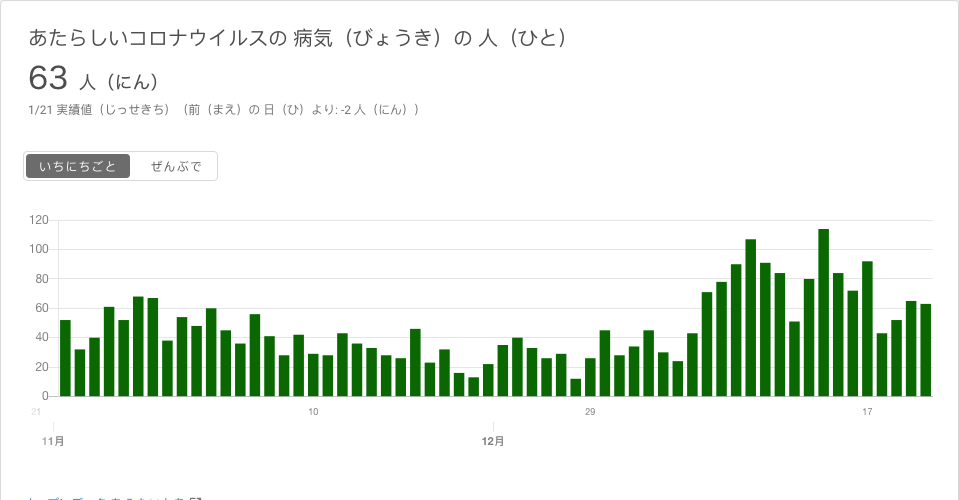 あたらしいコロナウイルスの 病気（びょうき）の 人（ひと）
63 人（にん）
1/21 実績値（じっせきち）（前（まえ）の 日（ひ）より: -2 人（にん））
いちにちごと ぜんぶで
120
100
80
60
40
20
0
21 10 29 17
11月 12月